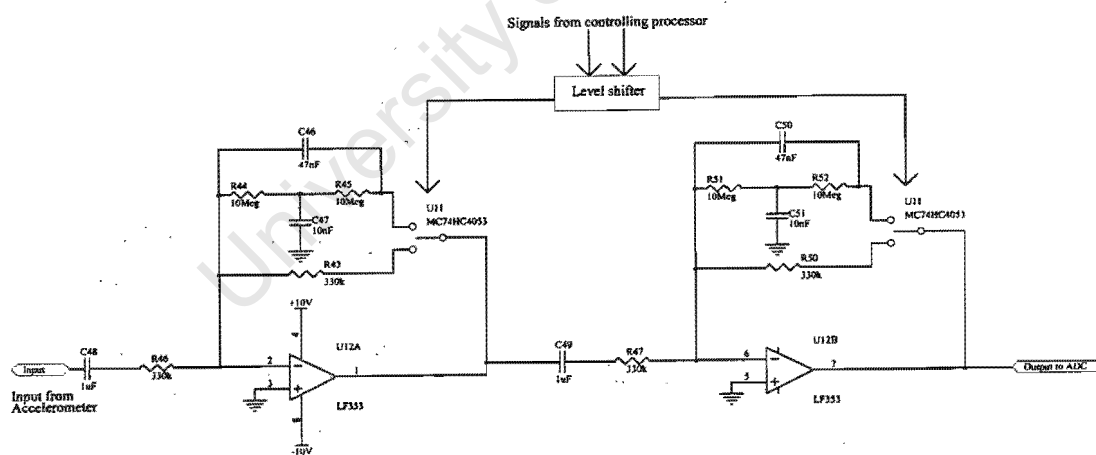 Signals from controlling processor
Level shifter
C46
47nF
R44
10Meg
R45
10Meg
C47
10nF
U11
MC74HC4053
R43
330k
+10V
4
U12A
C48
1uF
R46
330k
2
3
1
8
LF353
-10V
Input
Input from
Accelerometer
C50
47nF
R51
10Meg
R52
10Meg
C51
10nF
U11
MC74HC4053
R50
330k
C49
1uF
R47
330k
6
5
7
U12B
LF353
Output to ADC
University